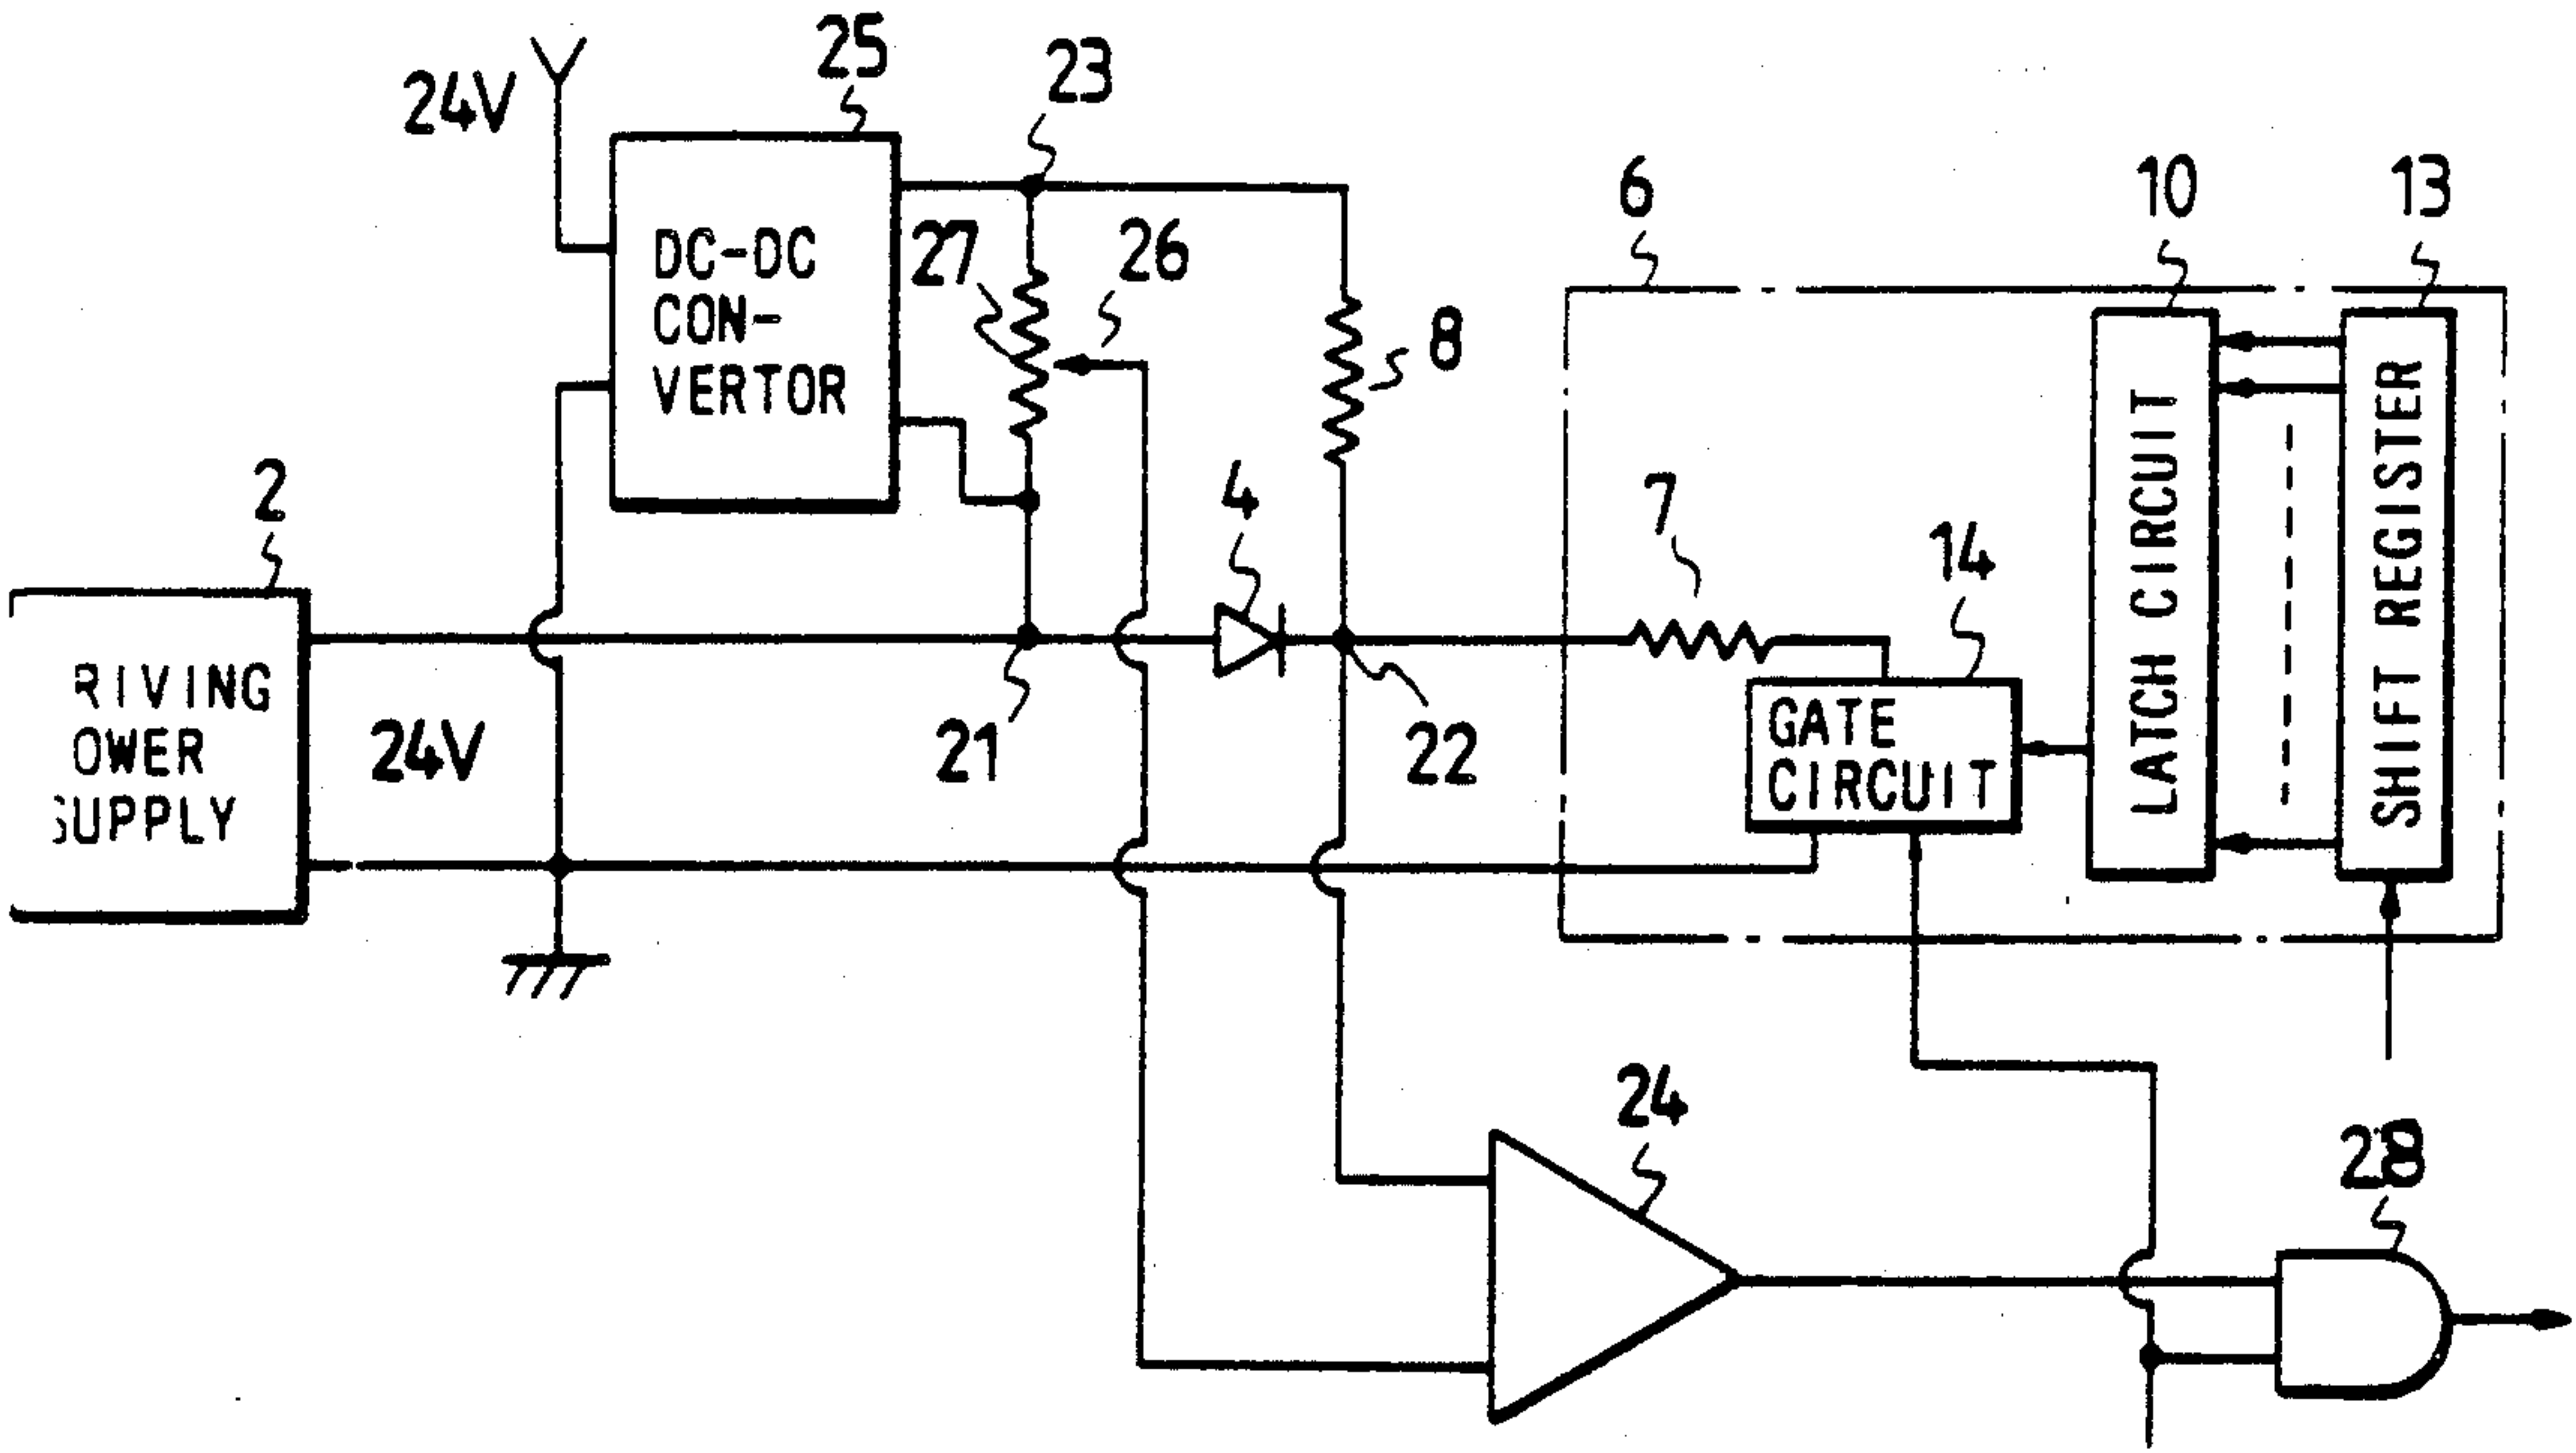 25
23
24V
6
10
13
DC-DC
CON-
VERTOR
27
26
8
2
4
7
14
RIVING
OWER
SUPPLY
24V
21
22
GATE
CIRCUIT
LATCH CIRCUIT
SHIFT REGISTER
24
28